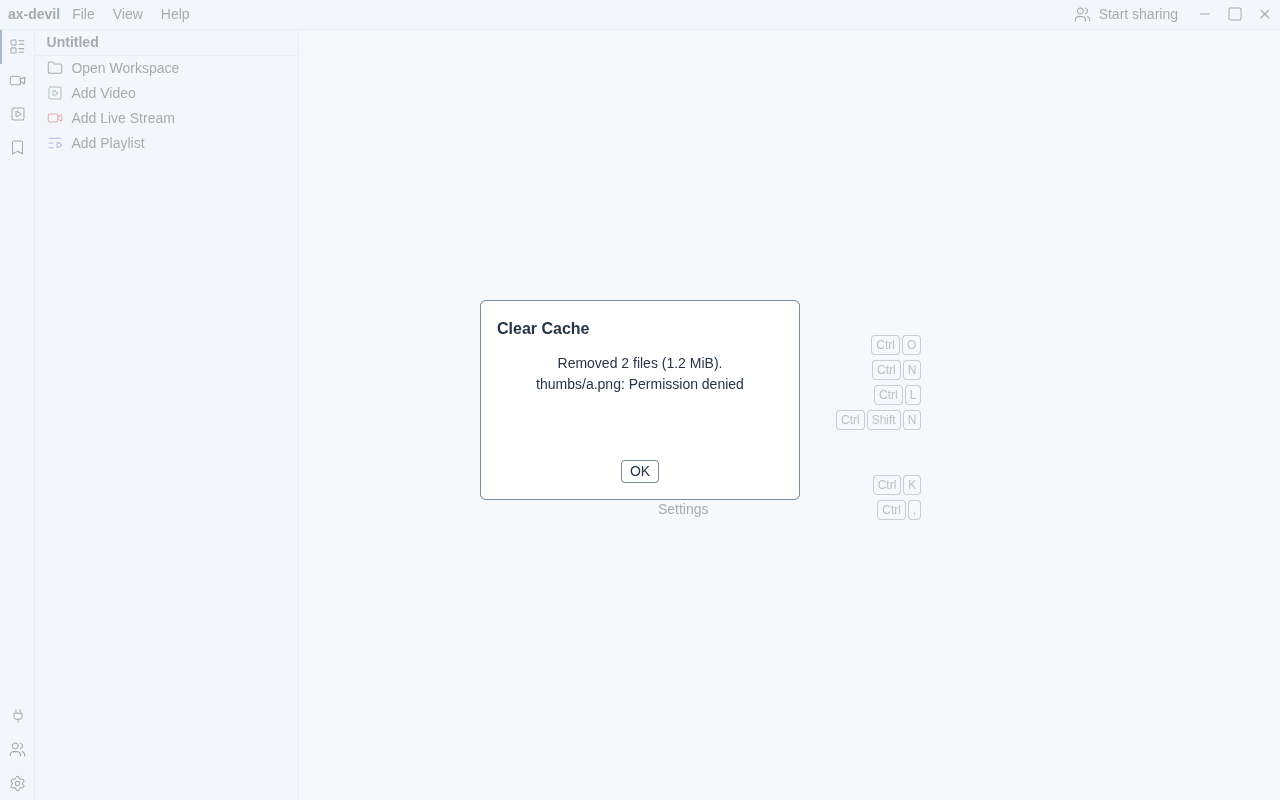 ax-devil File View Help Start sharing
Untitled
Open Workspace
Add Video
Add Live Stream
Add Playlist
Clear Cache
Removed 2 files (1.2 MiB).
thumbs/a.png: Permission denied
OK
Ctrl O
Ctrl N
Ctrl L
Ctrl Shift N
Ctrl K
Settings Ctrl ,